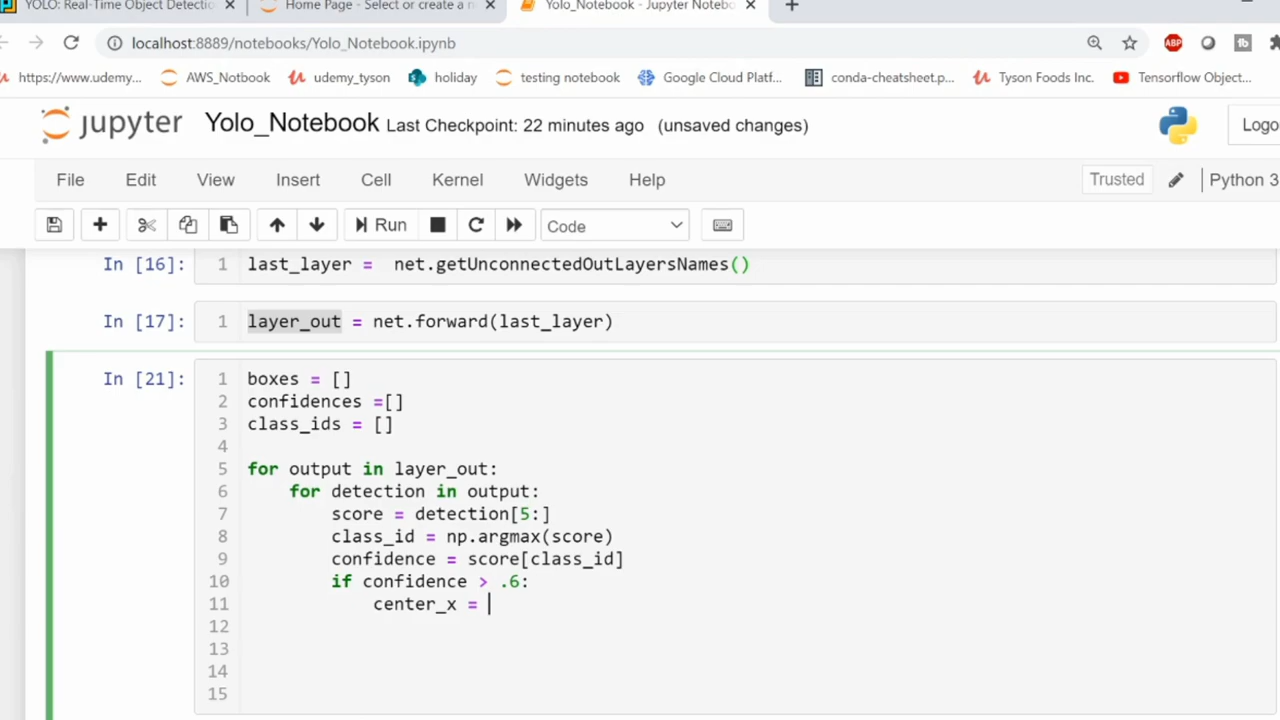 YOLO: Real-Time Object Detectio
Home Page - Select or create a n
Yolo_Notebook - Jupyter Notebo
localhost:8889/notebooks/Yolo_Notebook.ipynb
ABP
https://www.udemy...
AWS_Notbook
udemy_tyson
holiday
testing notebook
Google Cloud Platf...
conda-cheatsheet.p...
Tyson Foods Inc.
Tensorflow Object...
jupyter Yolo_Notebook Last Checkpoint: 22 minutes ago (unsaved changes)
Logo
File Edit View Insert Cell Kernel Widgets Help
Trusted
Python 3
Run
Code
In [16]: 1 last_layer =  net.getUnconnectedOutLayersNames()
In [17]: 1 layer_out = net.forward(last_layer)
In [21]: 1 boxes = []
2 confidences =[]
3 class_ids = []
4
5 for output in layer_out:
6     for detection in output:
7         score = detection[5:]
8         class_id = np.argmax(score)
9         confidence = score[class_id]
10         if confidence > .6:
11             center_x =
12
13
14
15